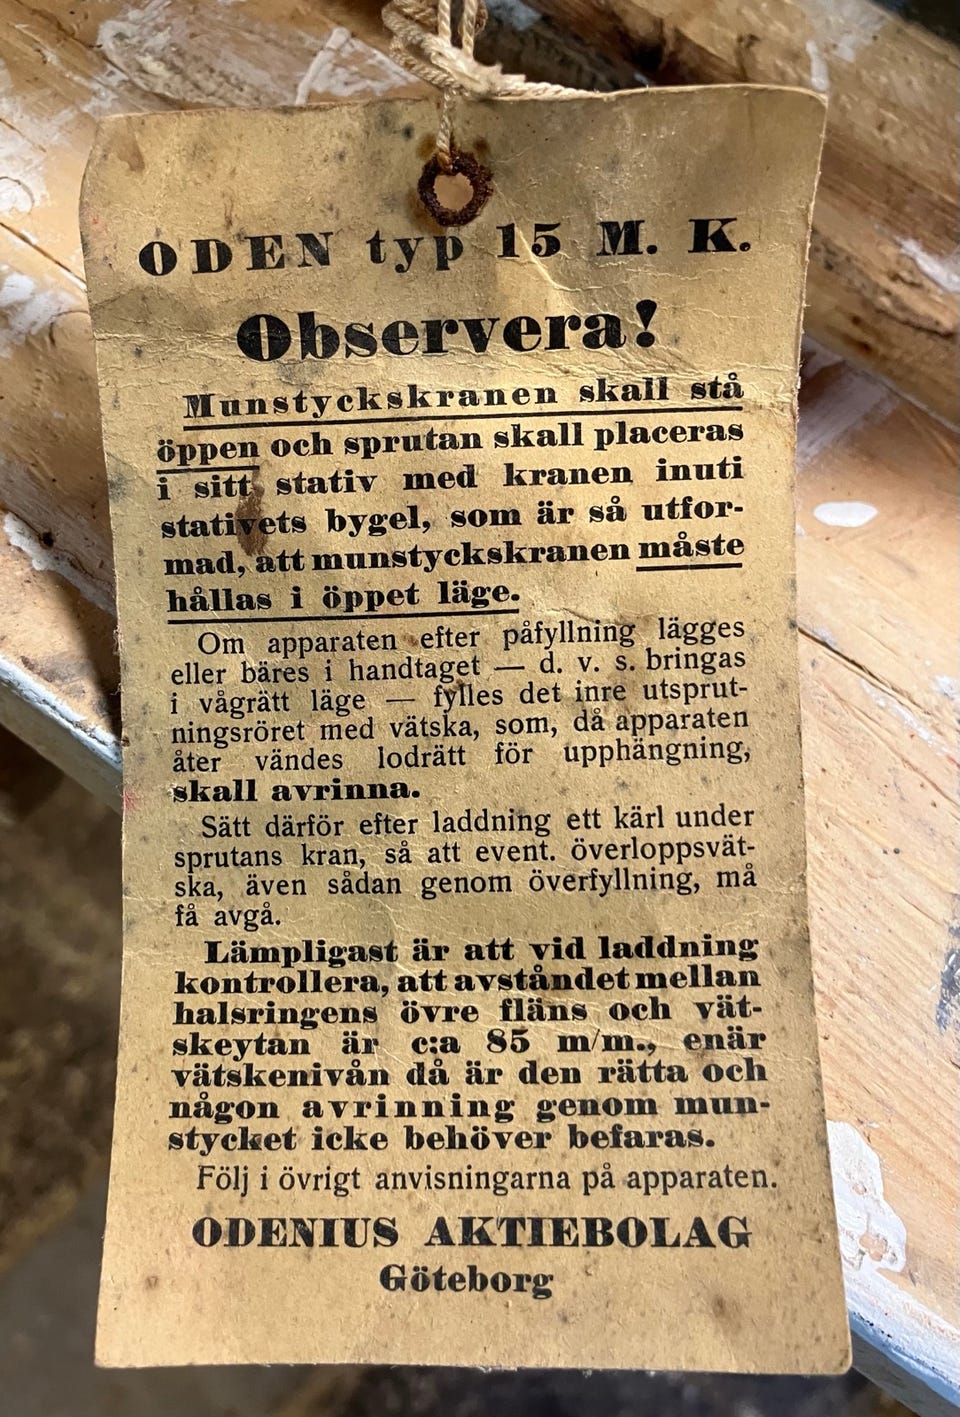 ODEN typ 15 M. K.
Observera!
Munstyckskranen skall stå
öppen och sprutan skall placeras
i sitt stativ med kranen inuti
stativets bygel, som är så utfor-
mad, att munstyckskranen måste
hållas i öppet läge.
Om apparaten efter påfyllning lägges
eller bäres i handtaget — d. v. s. bringas
i vågrätt läge — fylles det inre utsprut-
ningsröret med vätska, som, då apparaten
åter vändes lodrätt för upphängning,
skall avrinna.
Sätt därför efter laddning ett kärl under
sprutans kran, så att event. överloppsvät-
ska, även sådan genom överfyllning, må
få avgå.
Lämpligast är att vid laddning
kontrollera, att avståndet mellan
halsringens övre fläns och vät-
skeytan är c:a 85 m/m., enär
vätskenivån då är den rätta och
någon avrinning genom mun-
stycket icke behöver befaras.
Följ i övrigt anvisningarna på apparaten.
ODENIUS AKTIEBOLAG
Göteborg